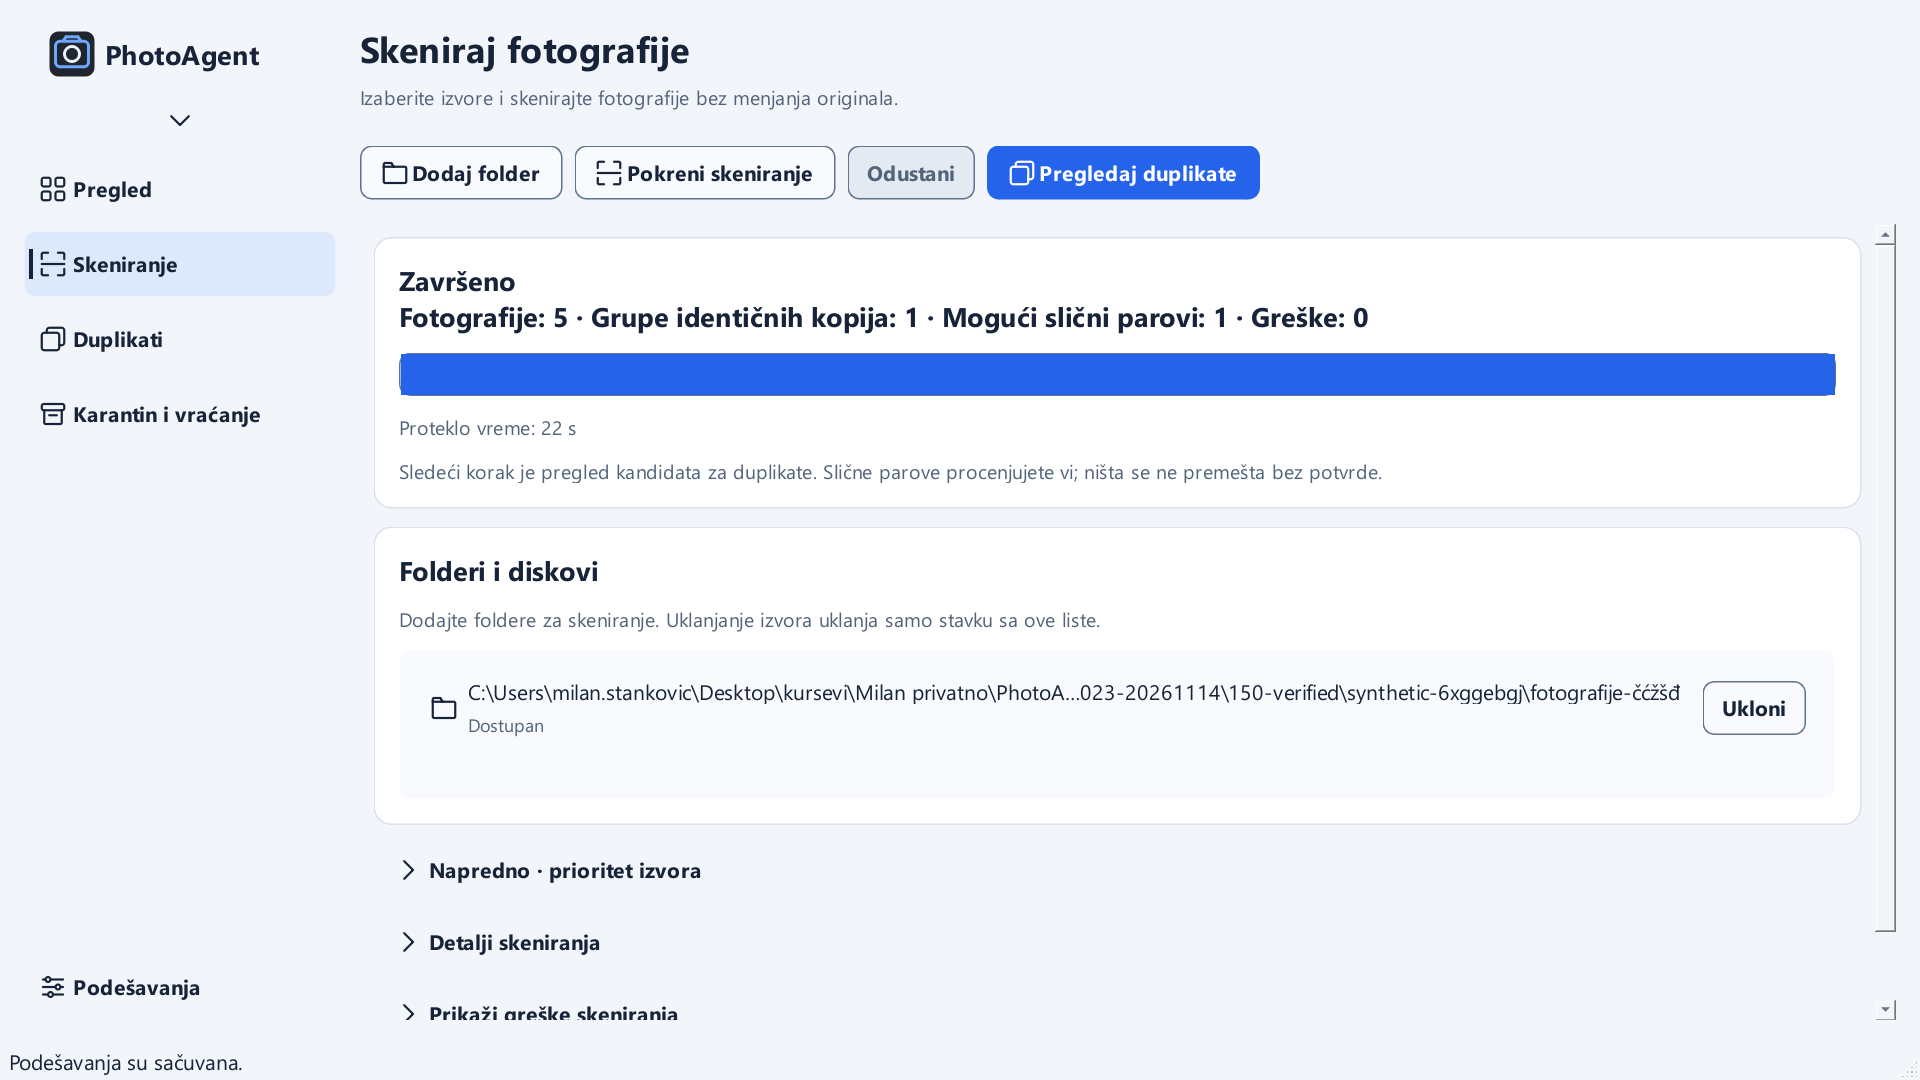 PhotoAgent
Pregled
Skeniranje
Duplikati
Karantin i vraćanje
Podešavanja
Skeniraj fotografije
Izaberite izvore i skenirajte fotografije bez menjanja originala.
Dodaj folder
Pokreni skeniranje
Odustani
Pregledaj duplikate
Završeno
Fotografije: 5 · Grupe identičnih kopija: 1 · Mogući slični parovi: 1 · Greške: 0
Proteklo vreme: 22 s
Sledeći korak je pregled kandidata za duplikate. Slične parove procenjujete vi; ništa se ne premešta bez potvrde.
Folderi i diskovi
Dodajte foldere za skeniranje. Uklanjanje izvora uklanja samo stavku sa ove liste.
C:\Users\milan.stankovic\Desktop\kursevi\Milan privatno\PhotoA...023-20261114\150-verified\synthetic-6xggebgj\fotografije-čćžšđ
Dostupan
Ukloni
Napredno · prioritet izvora
Detalji skeniranja
Prikaži greške skeniranja
Podešavanja su sačuvana.